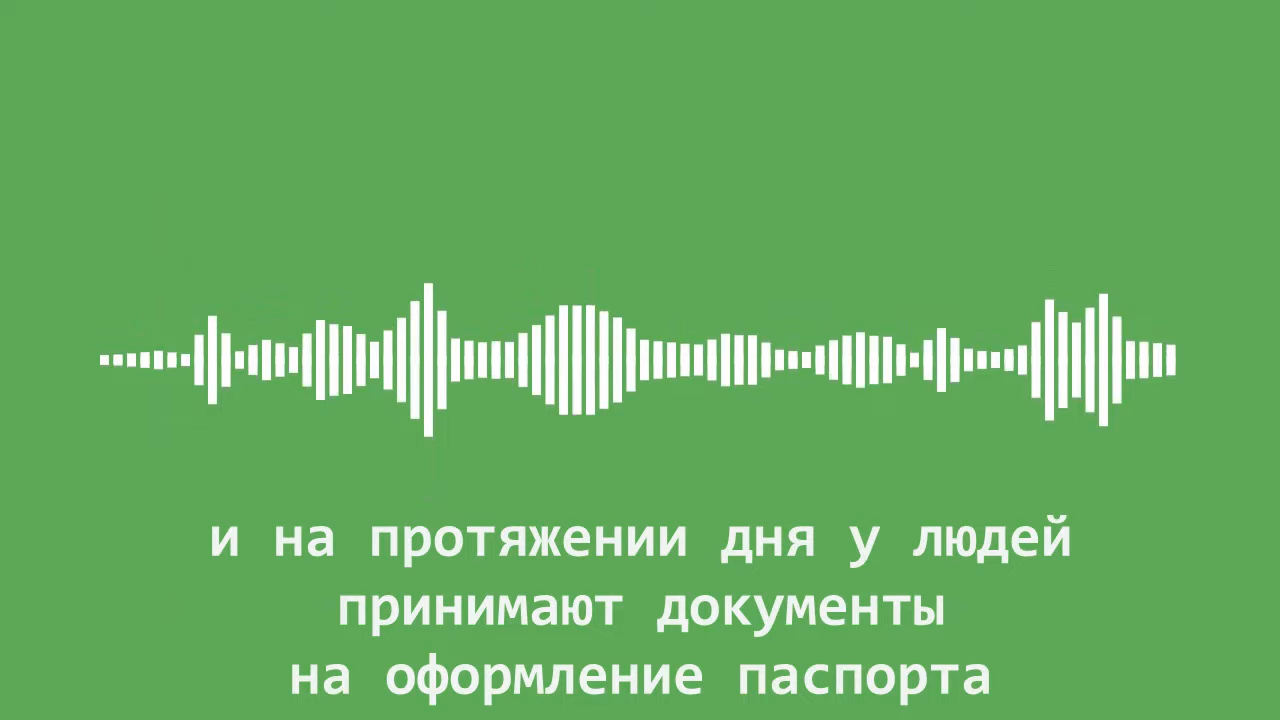 и на протяжении дня у людей
принимают документы
на оформление паспорта